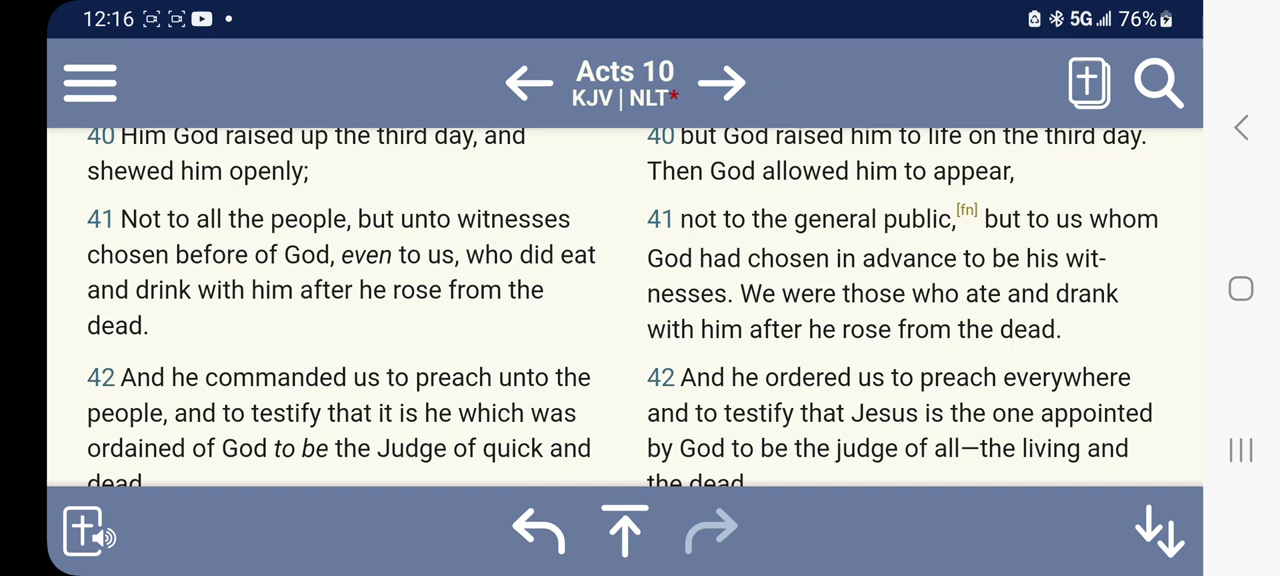 12:16
5G 76%
Acts 10
KJV | NLT*
40 Him God raised up the third day, and
shewed him openly;
41 Not to all the people, but unto witnesses
chosen before of God, even to us, who did eat
and drink with him after he rose from the
dead.
42 And he commanded us to preach unto the
people, and to testify that it is he which was
ordained of God to be the Judge of quick and
dead
40 but God raised him to life on the third day.
Then God allowed him to appear,
41 not to the general public,[fn] but to us whom
God had chosen in advance to be his wit-
nesses. We were those who ate and drank
with him after he rose from the dead.
42 And he ordered us to preach everywhere
and to testify that Jesus is the one appointed
by God to be the judge of all—the living and
the dead